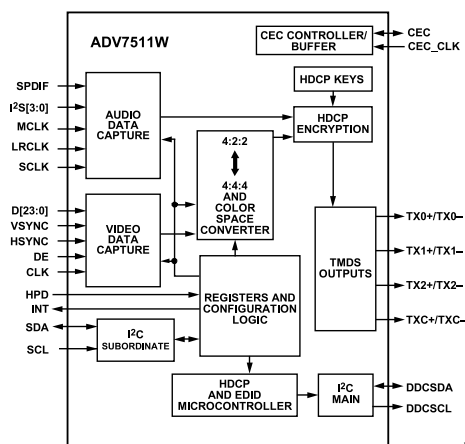 ADV7511W
CEC CONTROLLER/
BUFFER
CEC
CEC_CLK
HDCP KEYS
SPDIF
I²S[3:0]
MCLK
LRCLK
SCLK
AUDIO
DATA
CAPTURE
HDCP
ENCRYPTION
4:2:2
4:4:4
AND
COLOR
SPACE
CONVERTER
D[23:0]
VSYNC
HSYNC
DE
CLK
VIDEO
DATA
CAPTURE
TMDS
OUTPUTS
TX0+/TX0–
TX1+/TX1–
TX2+/TX2–
TXC+/TXC–
HPD
INT
SDA
SCL
REGISTERS AND
CONFIGURATION
LOGIC
I²C
SUBORDINATE
HDCP
AND EDID
MICROCONTROLLER
I²C
MAIN
DDCSDA
DDCSCL